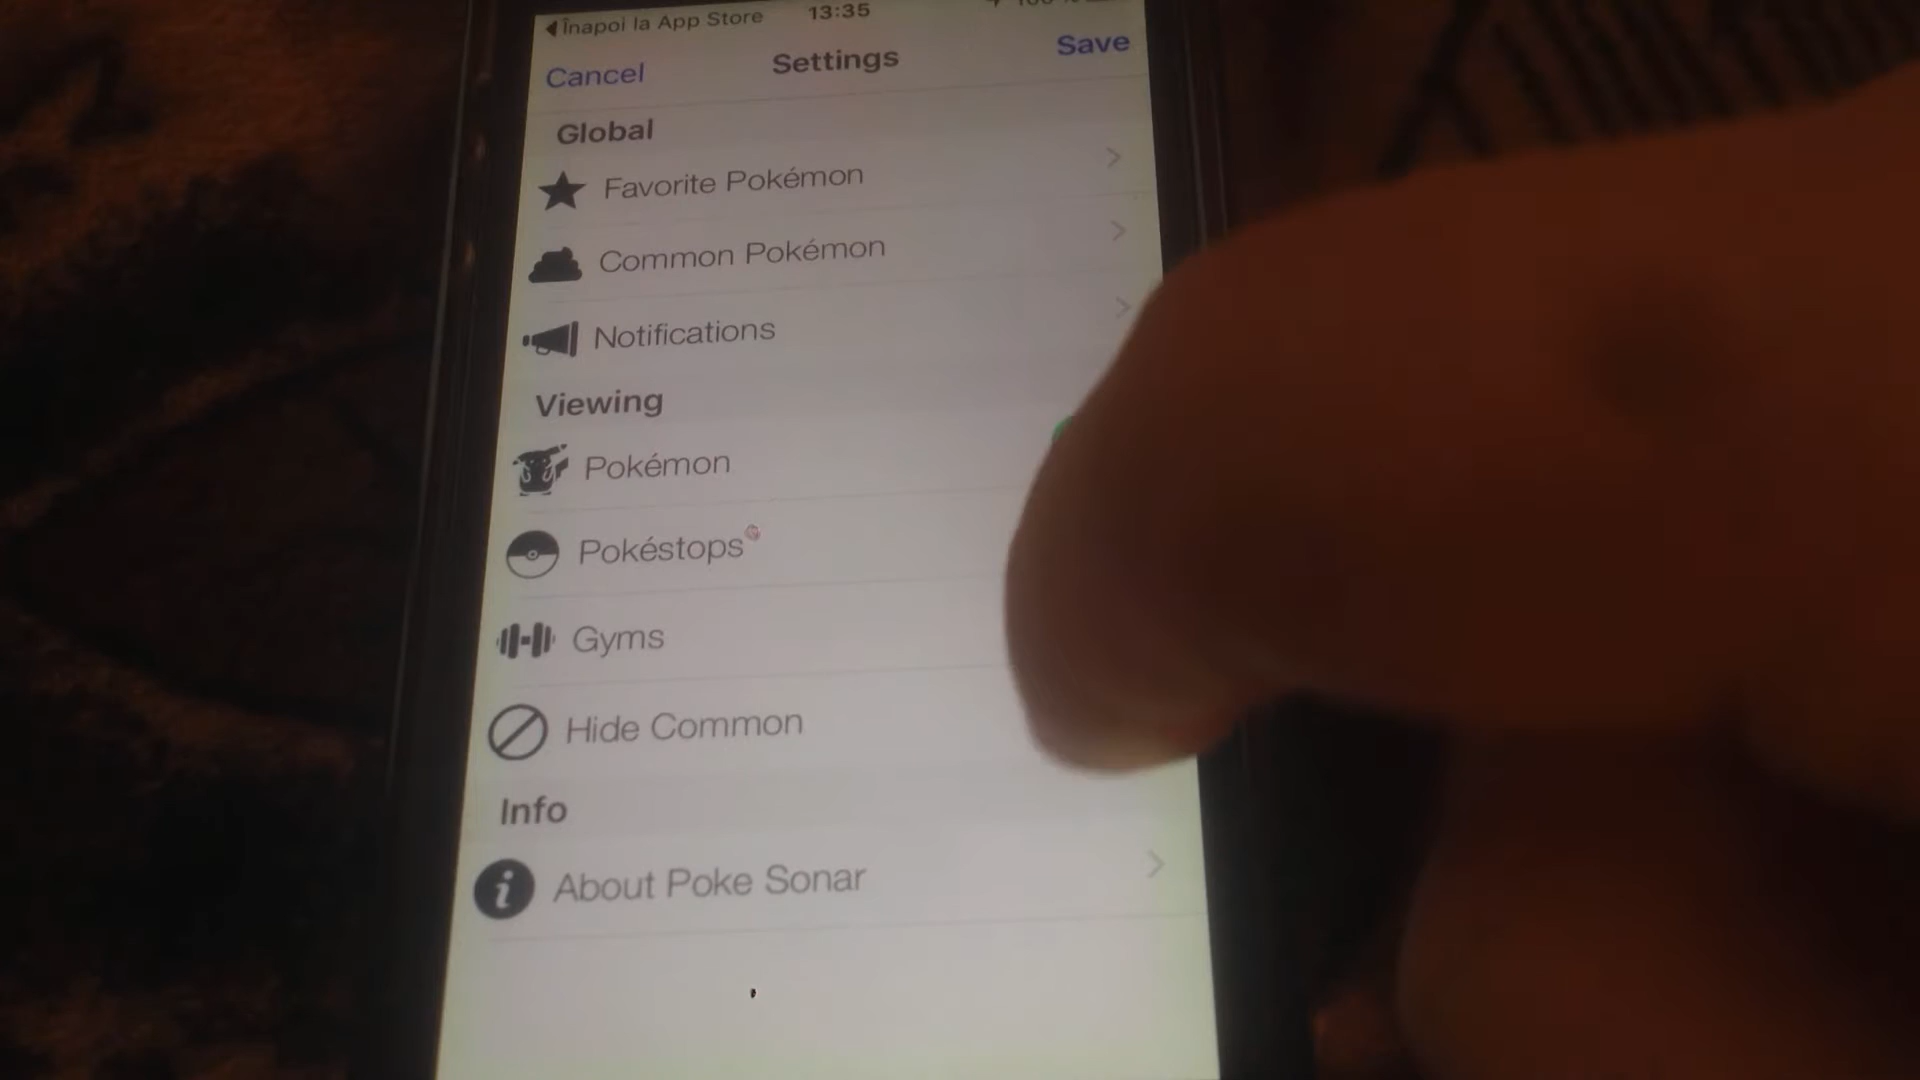 Înapoi la App Store 13:35
Cancel Settings Save
Global
Favorite Pokémon
Common Pokémon
Notifications
Viewing
Pokémon
Pokéstops
Gyms
Hide Common
Info
About Poke Sonar